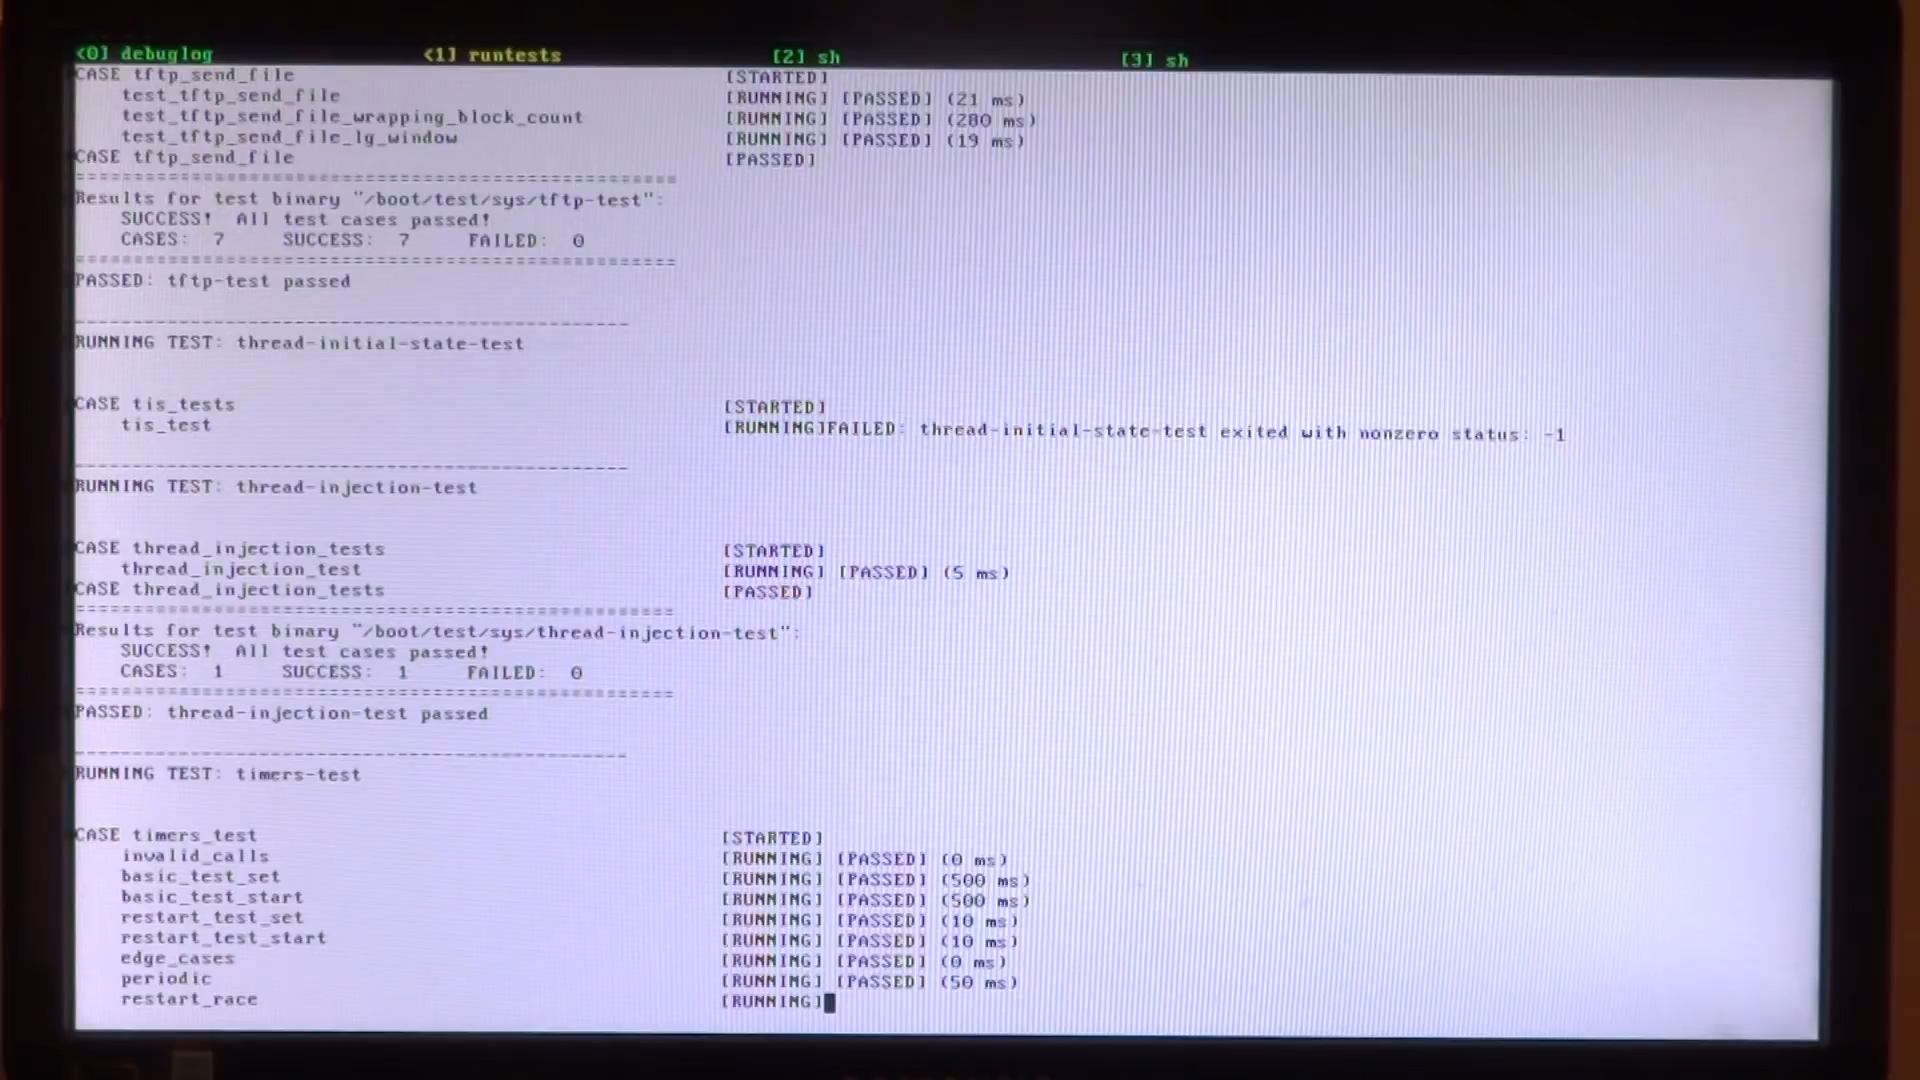 <0] debuglog <1] runtests [2] sh [3] sh
CASE tftp_send_file [STARTED]
test_tftp_send_file [RUNNING] [PASSED] (21 ms)
test_tftp_send_file_wrapping_block_count [RUNNING] [PASSED] (280 ms)
test_tftp_send_file_lg_window [RUNNING] [PASSED] (19 ms)
CASE tftp_send_file [PASSED]
====================================================
Results for test binary "/boot/test/sys/tftp-test":
SUCCESS! All test cases passed!
CASES: 7 SUCCESS: 7 FAILED: 0
====================================================
PASSED: tftp-test passed
------------------------------------------------
RUNNING TEST: thread-initial-state-test
CASE tis_tests [STARTED]
tis_test [RUNNING]FAILED: thread-initial-state-test exited with nonzero status: -1
------------------------------------------------
RUNNING TEST: thread-injection-test
CASE thread_injection_tests [STARTED]
thread_injection_test [RUNNING] [PASSED] (5 ms)
CASE thread_injection_tests [PASSED]
====================================================
Results for test binary "/boot/test/sys/thread-injection-test":
SUCCESS! All test cases passed!
CASES: 1 SUCCESS: 1 FAILED: 0
====================================================
PASSED: thread-injection-test passed
------------------------------------------------
RUNNING TEST: timers-test
CASE timers_test [STARTED]
invalid_calls [RUNNING] [PASSED] (0 ms)
basic_test_set [RUNNING] [PASSED] (500 ms)
basic_test_start [RUNNING] [PASSED] (500 ms)
restart_test_set [RUNNING] [PASSED] (10 ms)
restart_test_start [RUNNING] [PASSED] (10 ms)
edge_cases [RUNNING] [PASSED] (0 ms)
periodic [RUNNING] [PASSED] (50 ms)
restart_race [RUNNING]